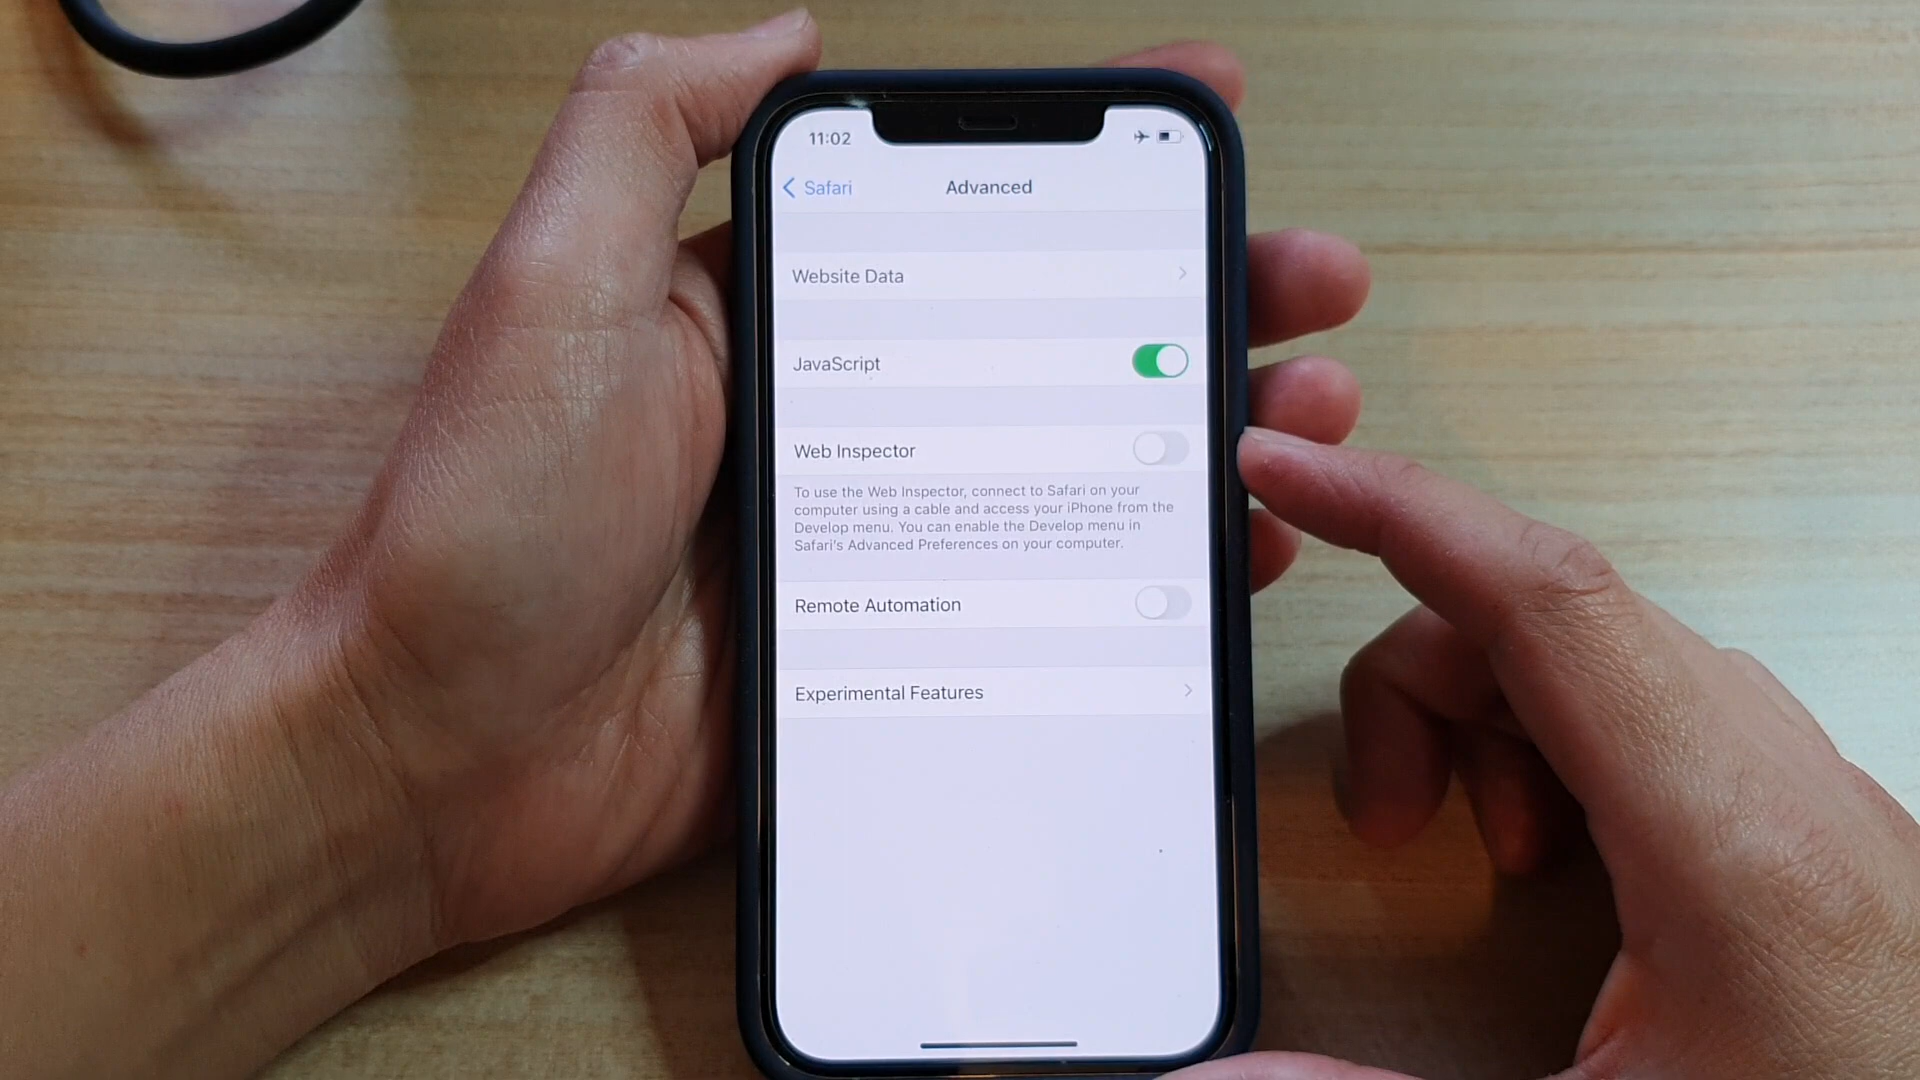 11:02
Safari Advanced
Website Data
JavaScript
Web Inspector
To use the Web Inspector, connect to Safari on your
computer using a cable and access your iPhone from the
Develop menu. You can enable the Develop menu in
Safari's Advanced Preferences on your computer.
Remote Automation
Experimental Features